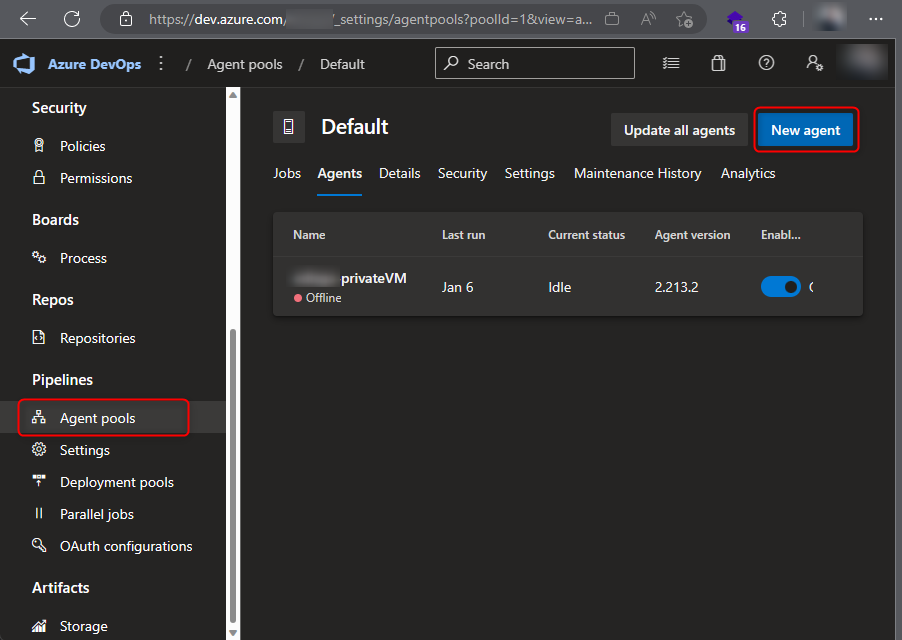 https://dev.azure.com/ /_settings/agentpools?poolId=1&view=a...
16
Azure DevOps / Agent pools / Default
Search
Security
Policies
Permissions
Boards
Process
Repos
Repositories
Pipelines
Agent pools
Settings
Deployment pools
Parallel jobs
OAuth configurations
Artifacts
Storage
Default
Update all agents
New agent
Jobs Agents Details Security Settings Maintenance History Analytics
Name Last run Current status Agent version Enabl...
-privateVM Jan 6 Idle 2.213.2
Offline